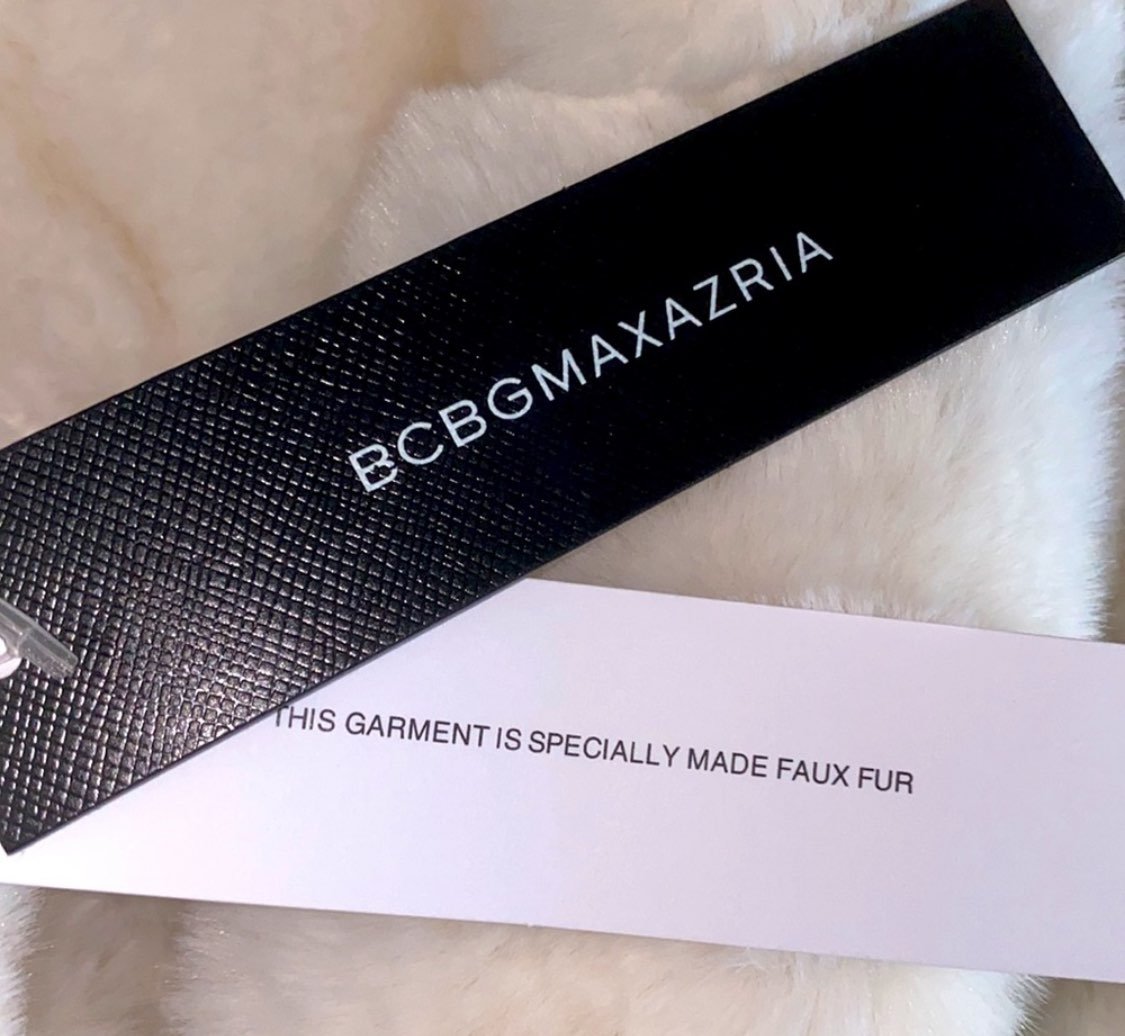 BCBGMAXAZRIA
THIS GARMENT IS SPECIALLY MADE FAUX FUR